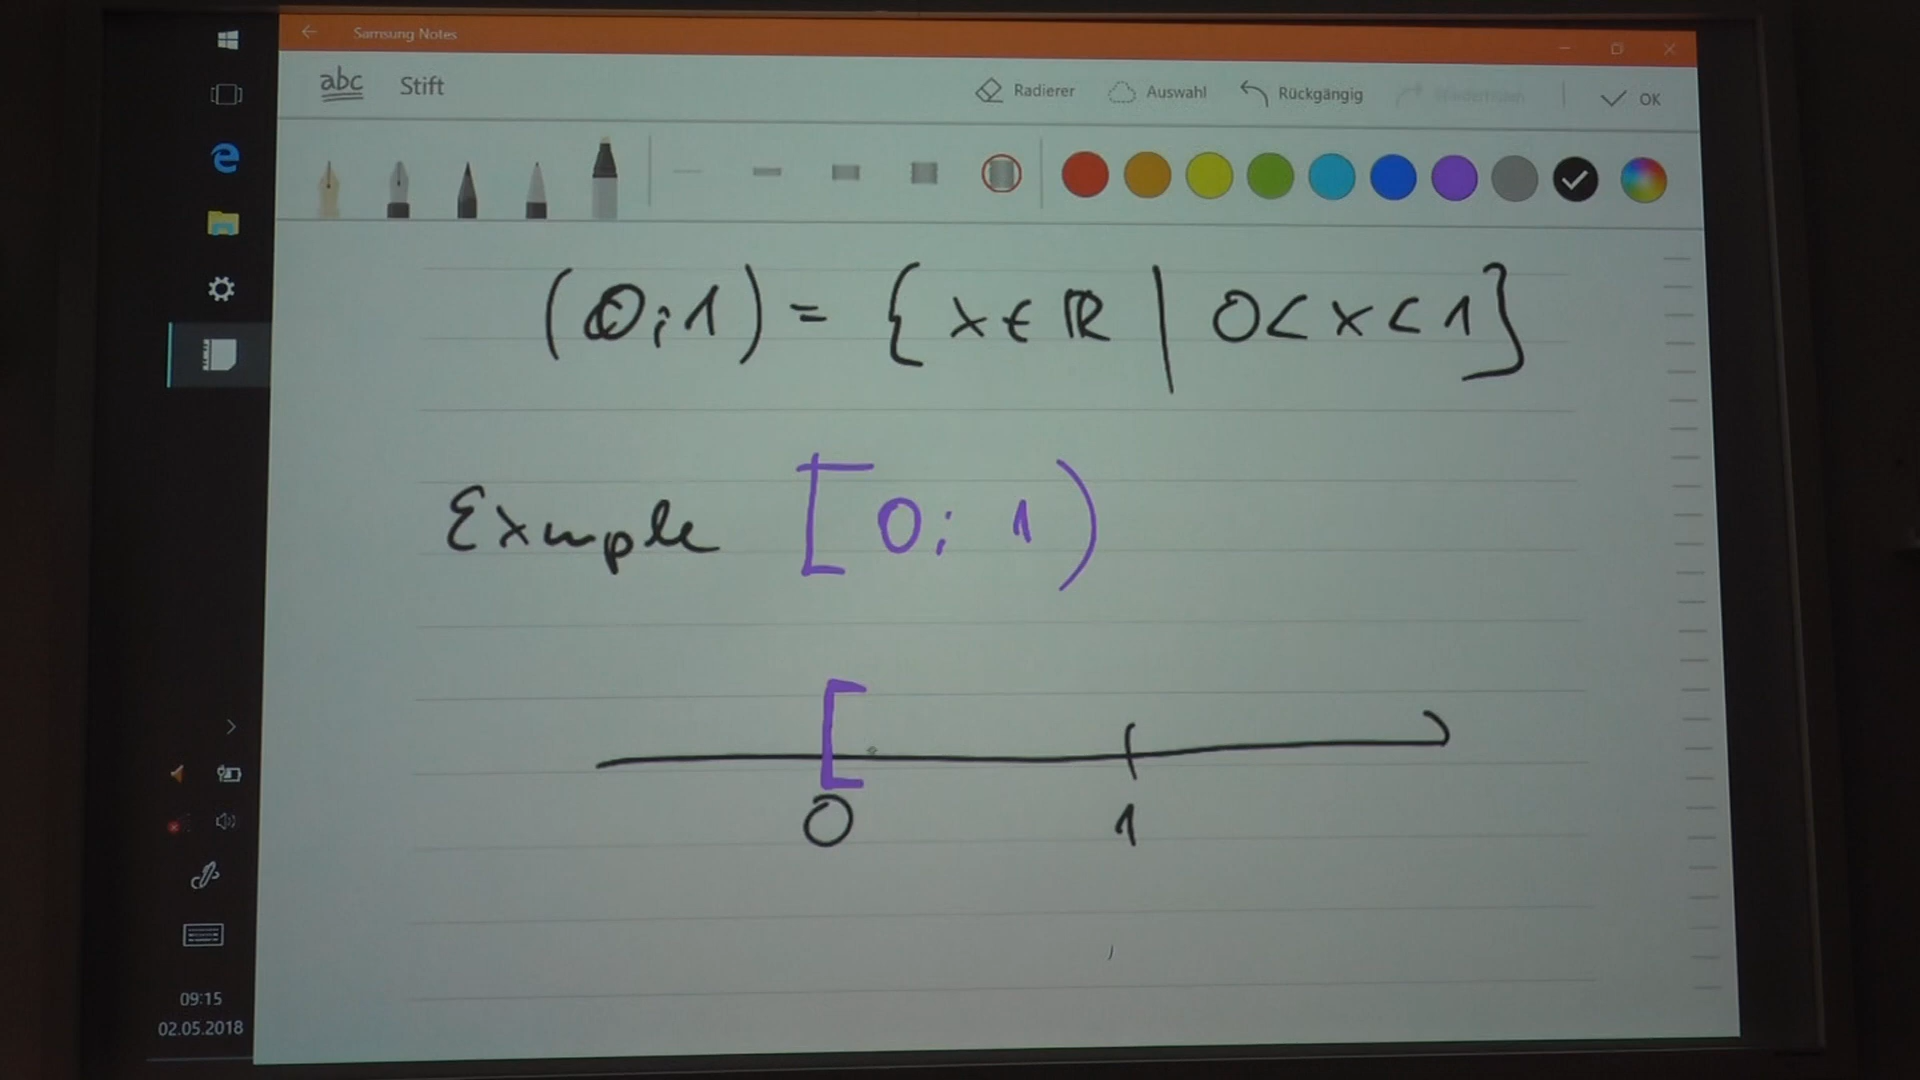 Samsung Notes
abc Stift Radierer Auswahl Rückgängig OK
(0;1) = { x ∈ ℝ | 0 < x < 1 }
Exmple [0; 1)
0 1
09:15
02.05.2018